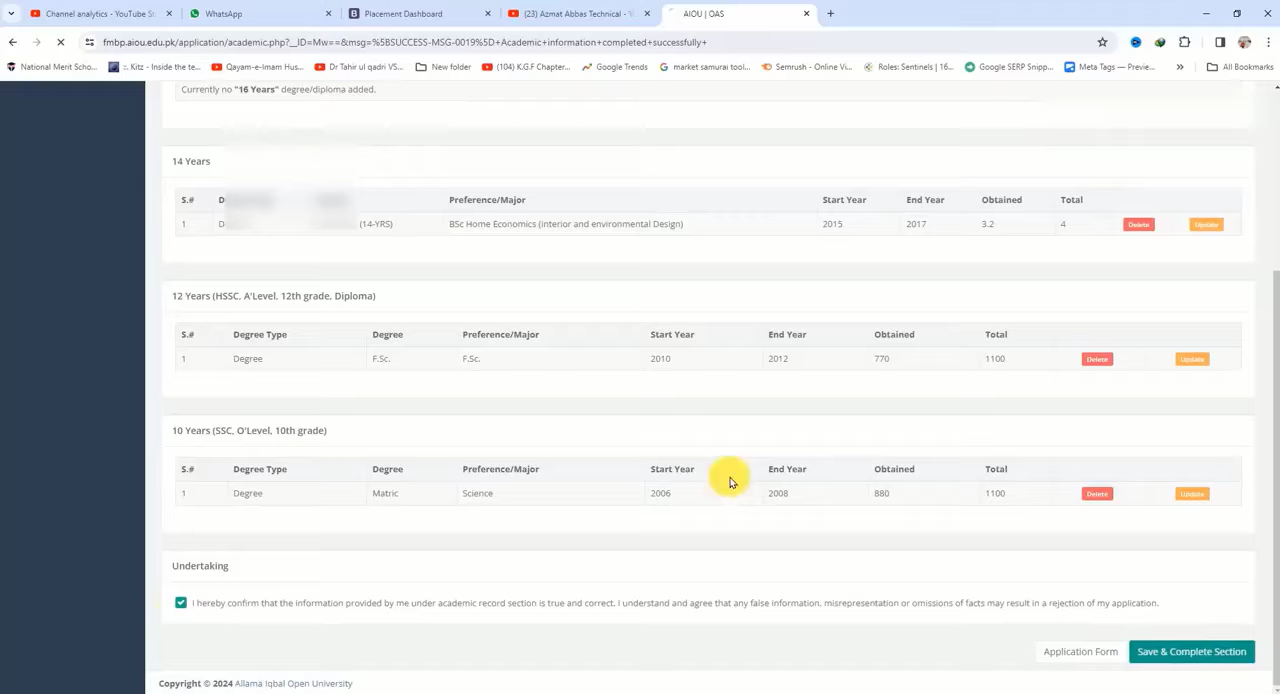 Channel analytics - YouTube St
WhatsApp
Placement Dashboard
(23) Azmat Abbas Technical - Y
AIOU | OAS
fmbp.aiou.edu.pk/application/academic.php?__ID=Mw==&msg=%5BSUCCESS-MSG-0019%5D+Academic+information+completed+successfully+
National Merit Scho...
:. Kitz - Inside the te...
Qayam-e-Imam Hus...
Dr Tahir ul qadri VS...
New folder
(104) K.G.F Chapter...
Google Trends
market samurai tool...
Semrush - Online Vi...
Roles: Sentinels | 16...
Google SERP Snipp...
Meta Tags — Previe...
»
All Bookmarks
Currently no "16 Years" degree/diploma added.
14 Years
S.# D Preference/Major Start Year End Year Obtained Total
1 D (14-YRS) BSc Home Economics (interior and environmental Design) 2015 2017 3.2 4 Delete Update
12 Years (HSSC, A'Level, 12th grade, Diploma)
S.# Degree Type Degree Preference/Major Start Year End Year Obtained Total
1 Degree F.Sc. F.Sc. 2010 2012 770 1100 Delete Update
10 Years (SSC, O'Level, 10th grade)
S.# Degree Type Degree Preference/Major Start Year End Year Obtained Total
1 Degree Matric Science 2006 2008 880 1100 Delete Update
Undertaking
I hereby confirm that the information provided by me under academic record section is true and correct. I understand and agree that any false information, misrepresentation or omissions of facts may result in a rejection of my application.
Application Form
Save & Complete Section
Copyright © 2024 Allama Iqbal Open University